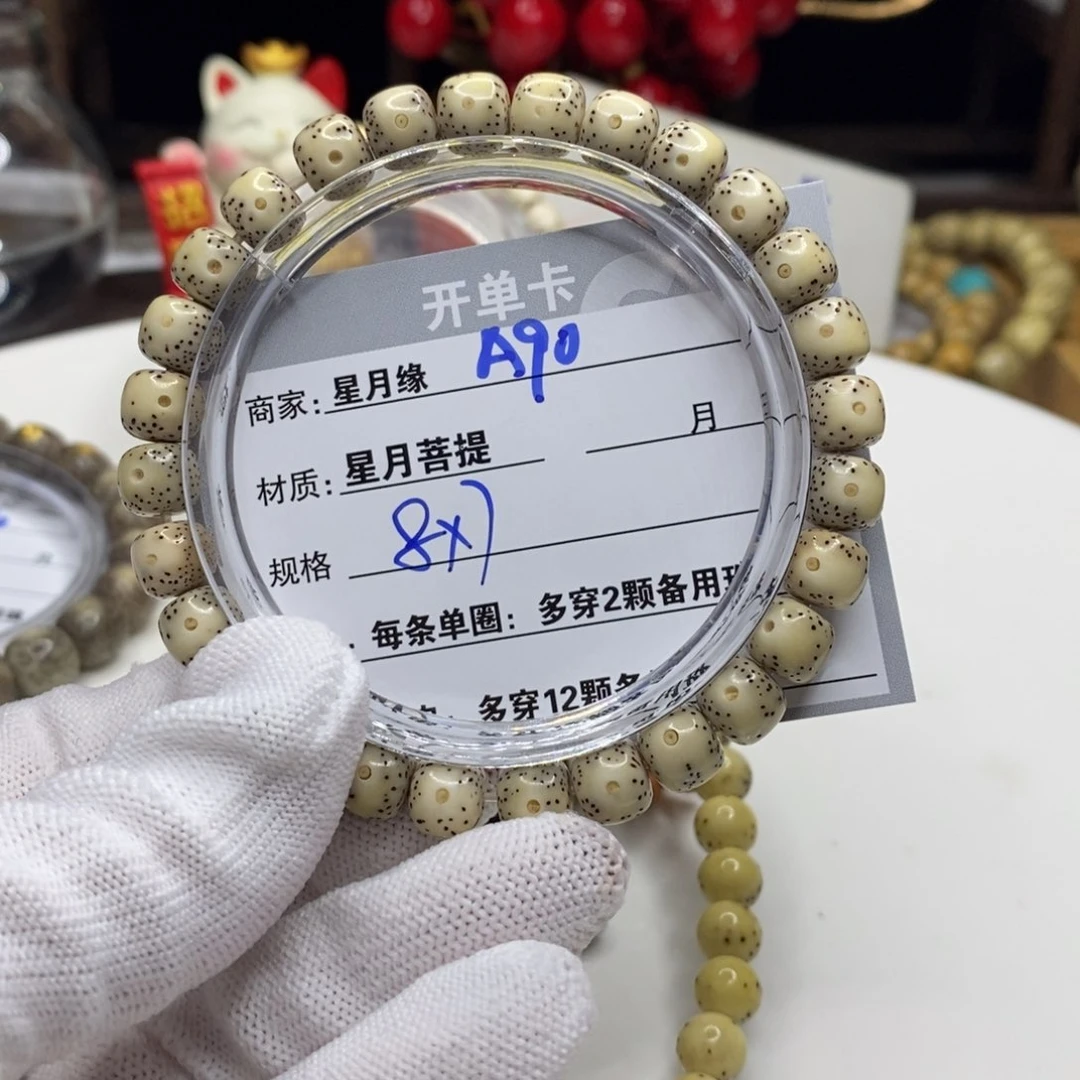 开单卡
A90
商家：星月缘
材质：星月菩提
月
规格 8x7
每条单圈：多穿2颗备用
多穿12颗
招